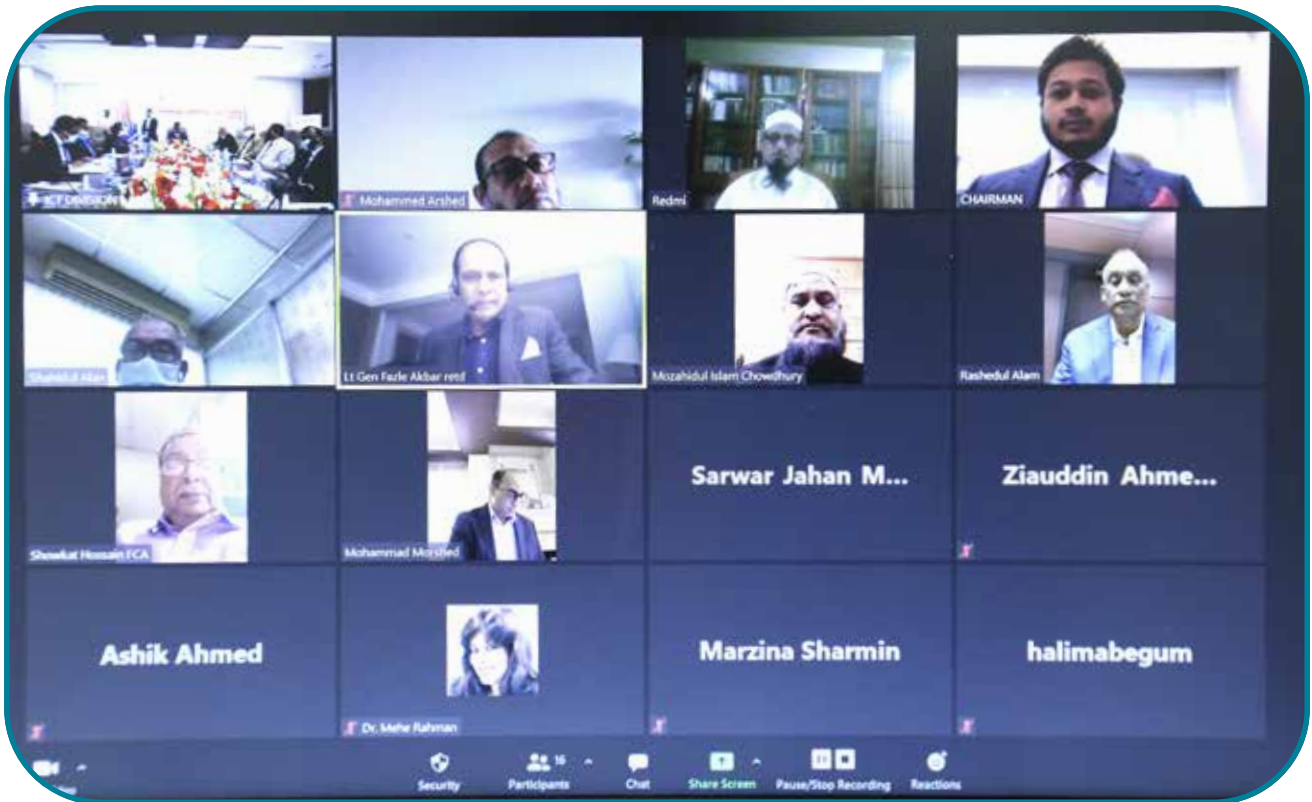 ICT DIVISION
Mohammed Arshed
Redmi
CHAIRMAN
Lt Gen Fazle Akbar retd
Mozahidul Islam Chowdhury
Rashedul Alam
Showkat Hossain FCA
Mohammad Morshed
Sarwar Jahan M...
Ziauddin Ahme...
Ashik Ahmed
Dr. Mehe Rahman
Marzina Sharmin
halimabegum
Security
Participants
16
Chat
Share Screen
Pause/Stop Recording
Reactions